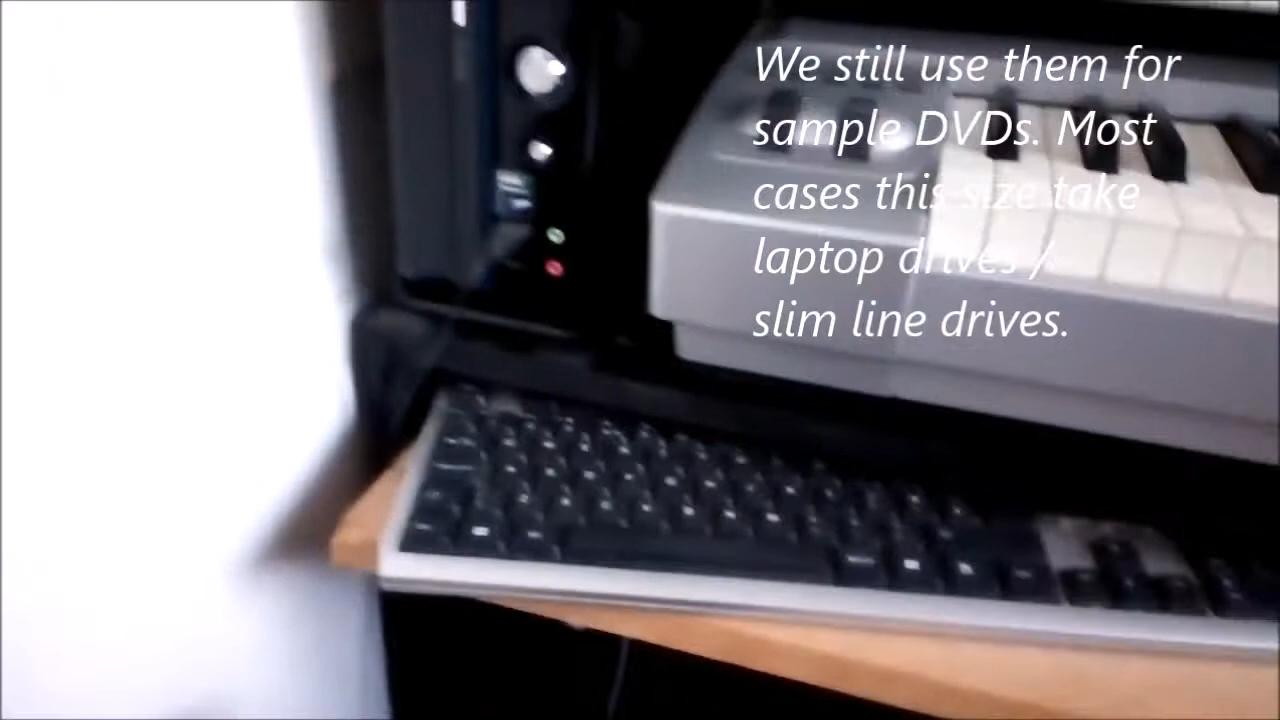 We still use them for
sample DVDs. Most
cases this size take
laptop drives /
slim line drives.